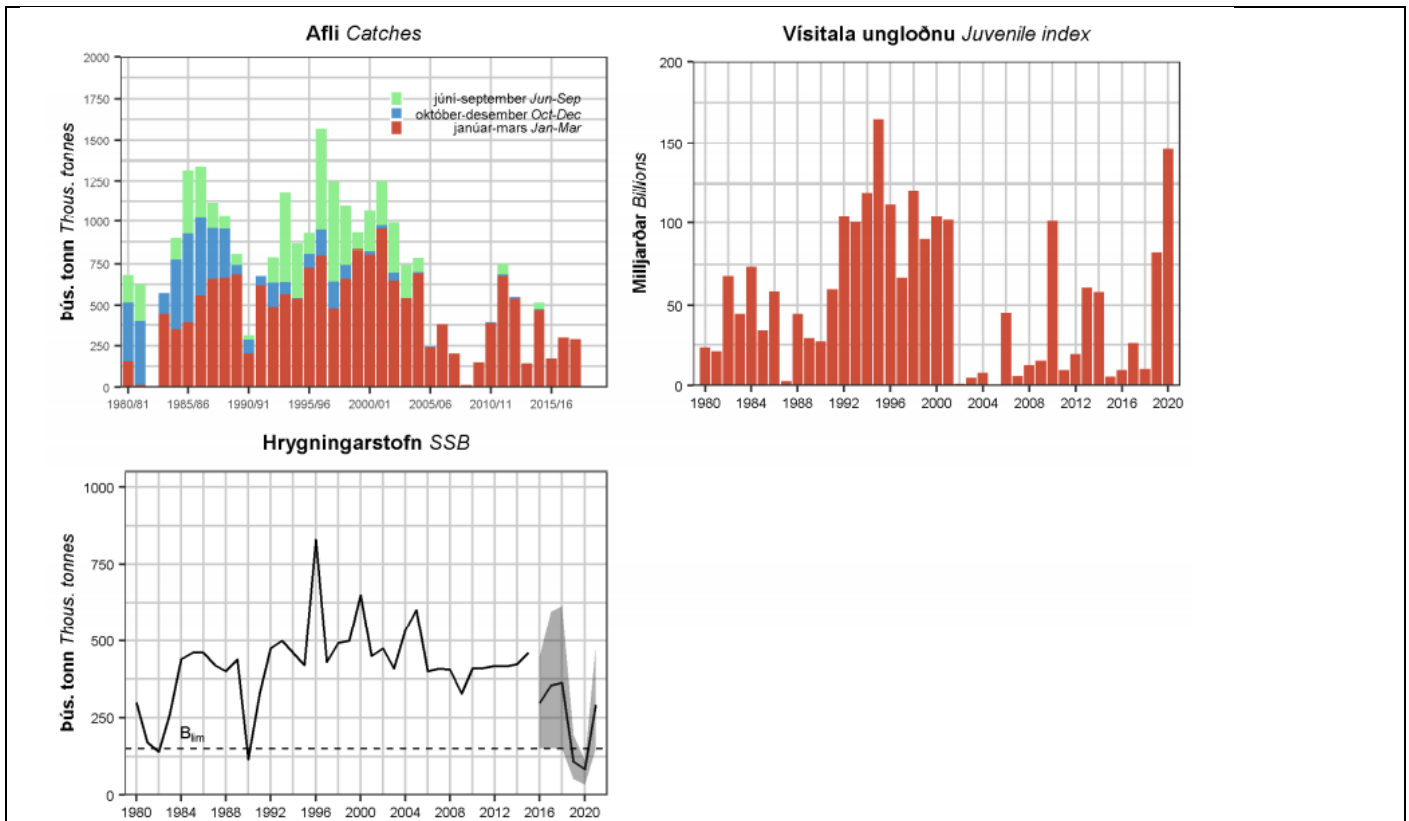 Afli Catches
2000
1750
1500
1250
1000
750
500
250
0
Þús. tonn Thous. tonnes
júní-september Jun-Sep
október-desember Oct-Dec
janúar-mars Jan-Mar
1980/81 1985/86 1990/91 1995/96 2000/01 2005/06 2010/11 2015/16
Vísitala ungloðnu Juvenile index
200
150
100
50
0
Milljarðar Billions
1980 1984 1988 1992 1996 2000 2004 2008 2012 2016 2020
Hrygningarstofn SSB
1000
750
500
250
0
Þús. tonn Thous. tonnes
Blim
1980 1984 1988 1992 1996 2000 2004 2008 2012 2016 2020